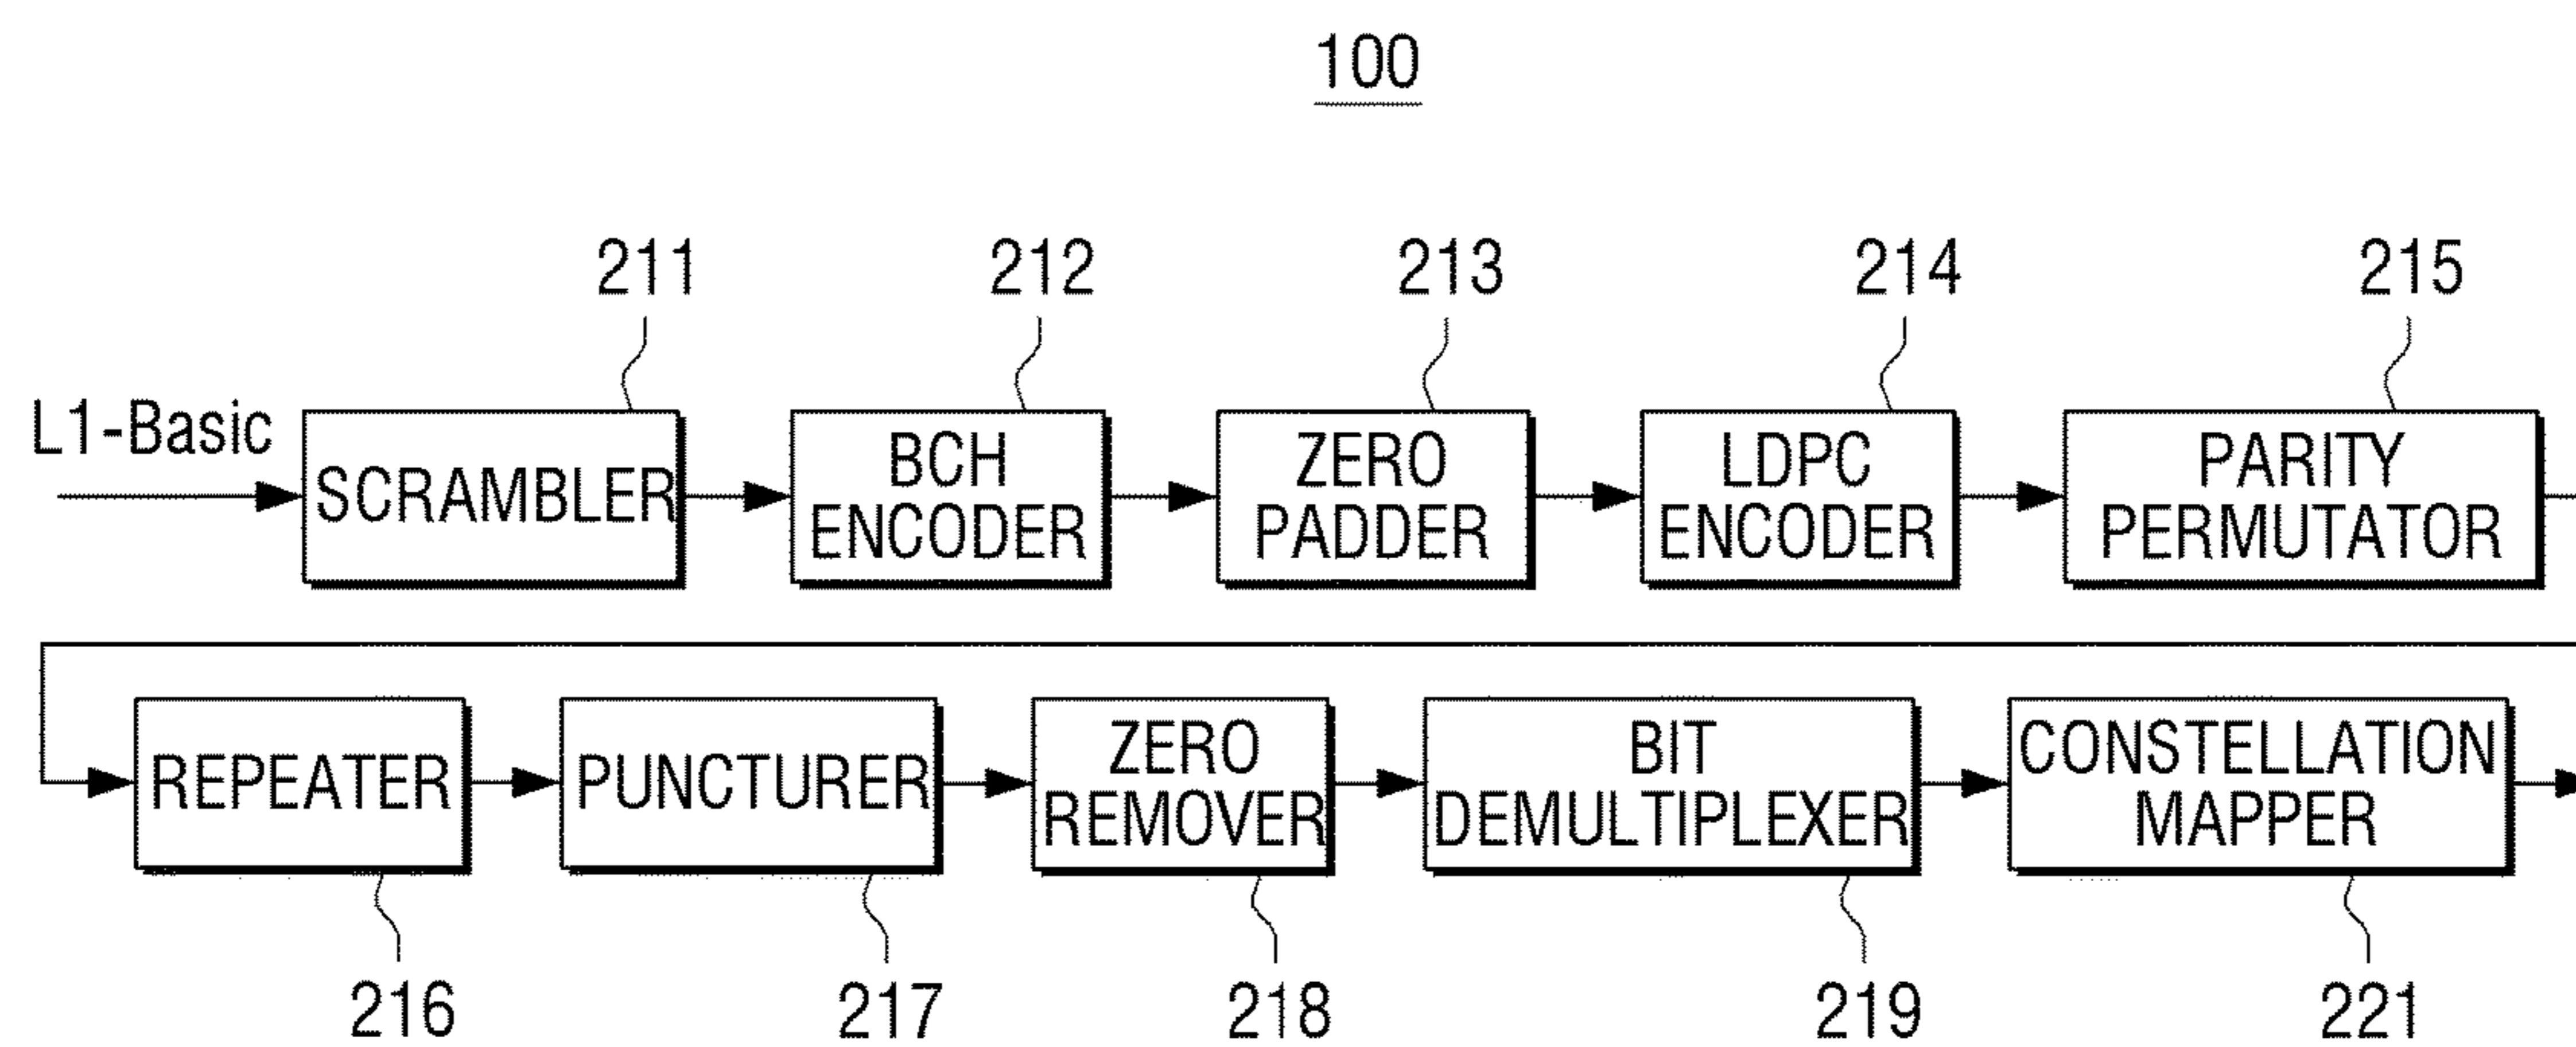 100
211
212
213
214
215
L1-Basic
SCRAMBLER
BCH
ENCODER
ZERO
PADDER
LDPC
ENCODER
PARITY
PERMUTATOR
REPEATER
PUNCTURER
ZERO
REMOVER
BIT
DEMULTIPLEXER
CONSTELLATION
MAPPER
216
217
218
219
221